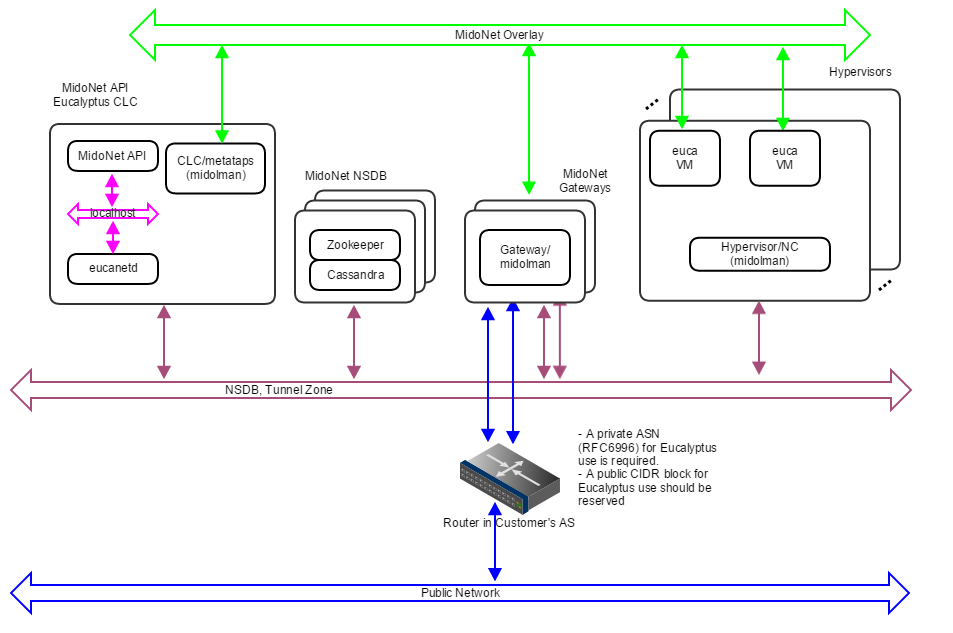 MidoNet Overlay
Hypervisors
MidoNet API
Eucalyptus CLC
MidoNet API
CLC/metataps
(midolman)
localhost
eucanetd
MidoNet NSDB
Zookeeper
Cassandra
MidoNet
Gateways
Gateway/
midolman
euca
VM
euca
VM
Hypervisor/NC
(midolman)
NSDB, Tunnel Zone
- A private ASN
(RFC6996) for Eucalyptus
use is required.
- A public CIDR block for
Eucalyptus use should be
reserved
Router in Customer's AS
Public Network